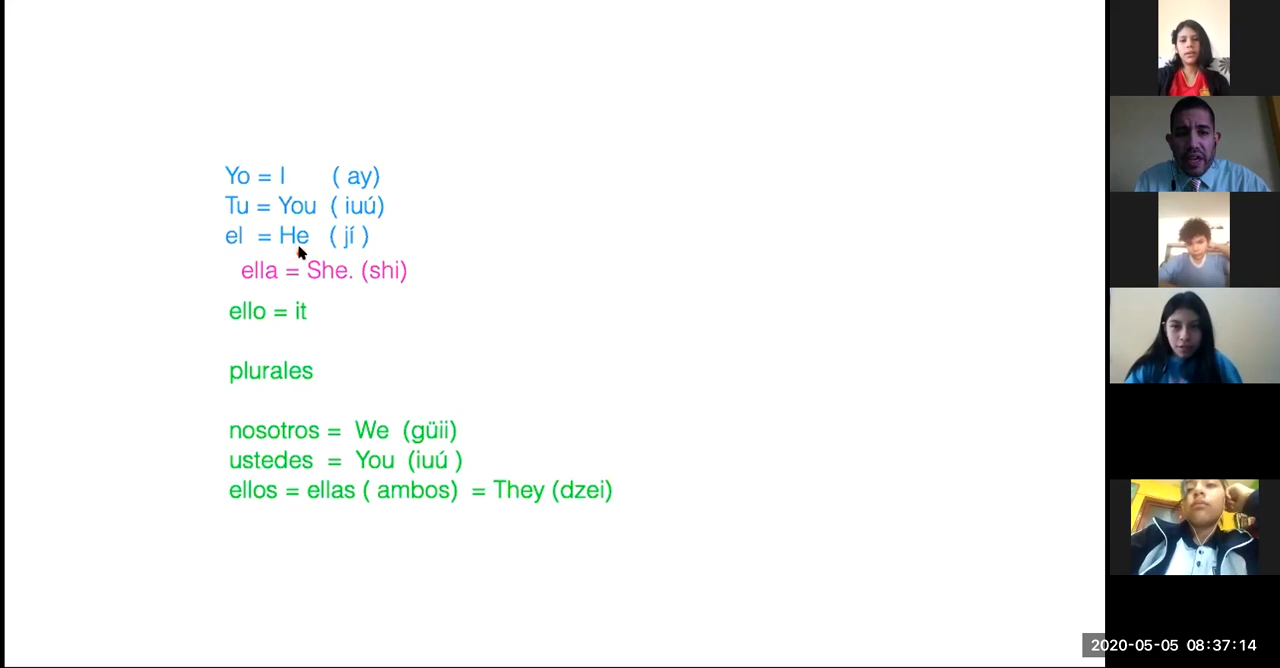 Yo = I ( ay)
Tu = You ( iuú)
el = He ( jí )
ella = She. (shi)
ello = it
plurales
nosotros = We (güii)
ustedes = You (iuú )
ellos = ellas ( ambos) = They (dzei)
2020-05-05 08:37:14